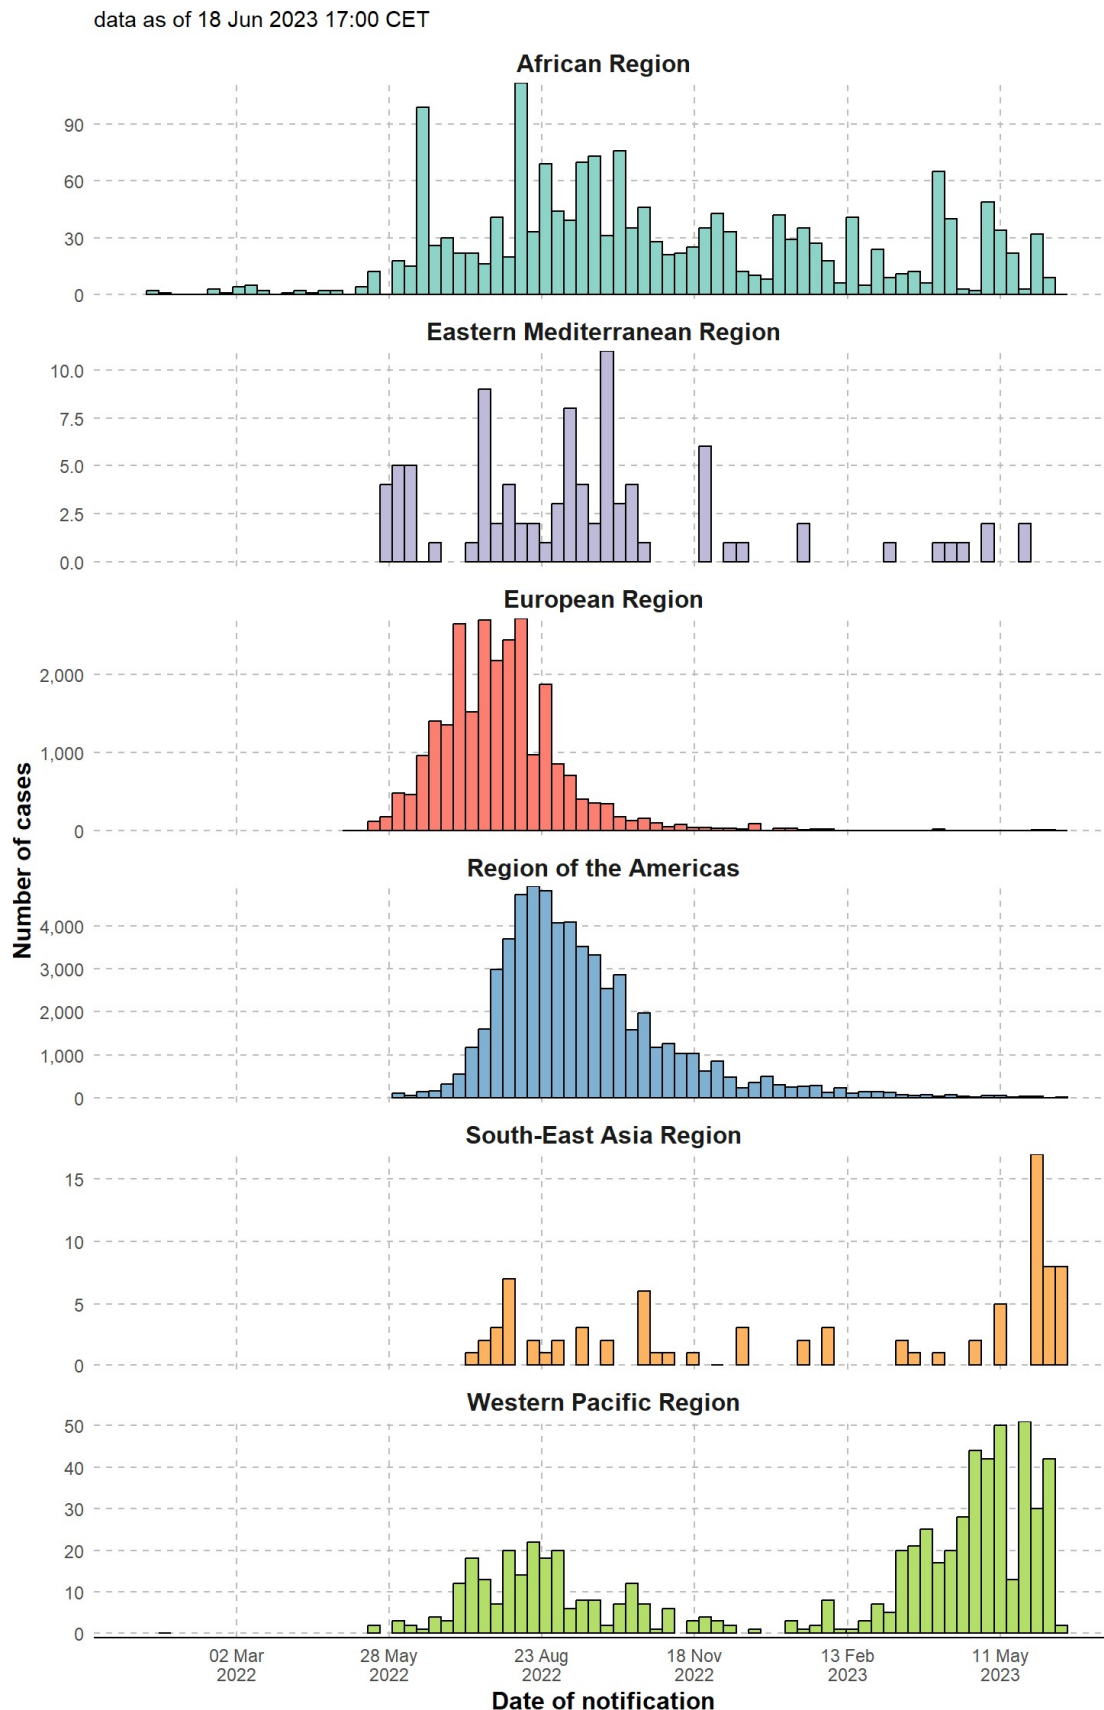 data as of 18 Jun 2023 17:00 CET
African Region
90
60
30
0
Eastern Mediterranean Region
10.0
7.5
5.0
2.5
0.0
European Region
2,000
1,000
0
Number of cases
Region of the Americas
4,000
3,000
2,000
1,000
0
South-East Asia Region
15
10
5
0
Western Pacific Region
50
40
30
20
10
0
02 Mar 28 May 23 Aug 18 Nov 13 Feb 11 May
2022 2022 2022 2022 2023 2023
Date of notification